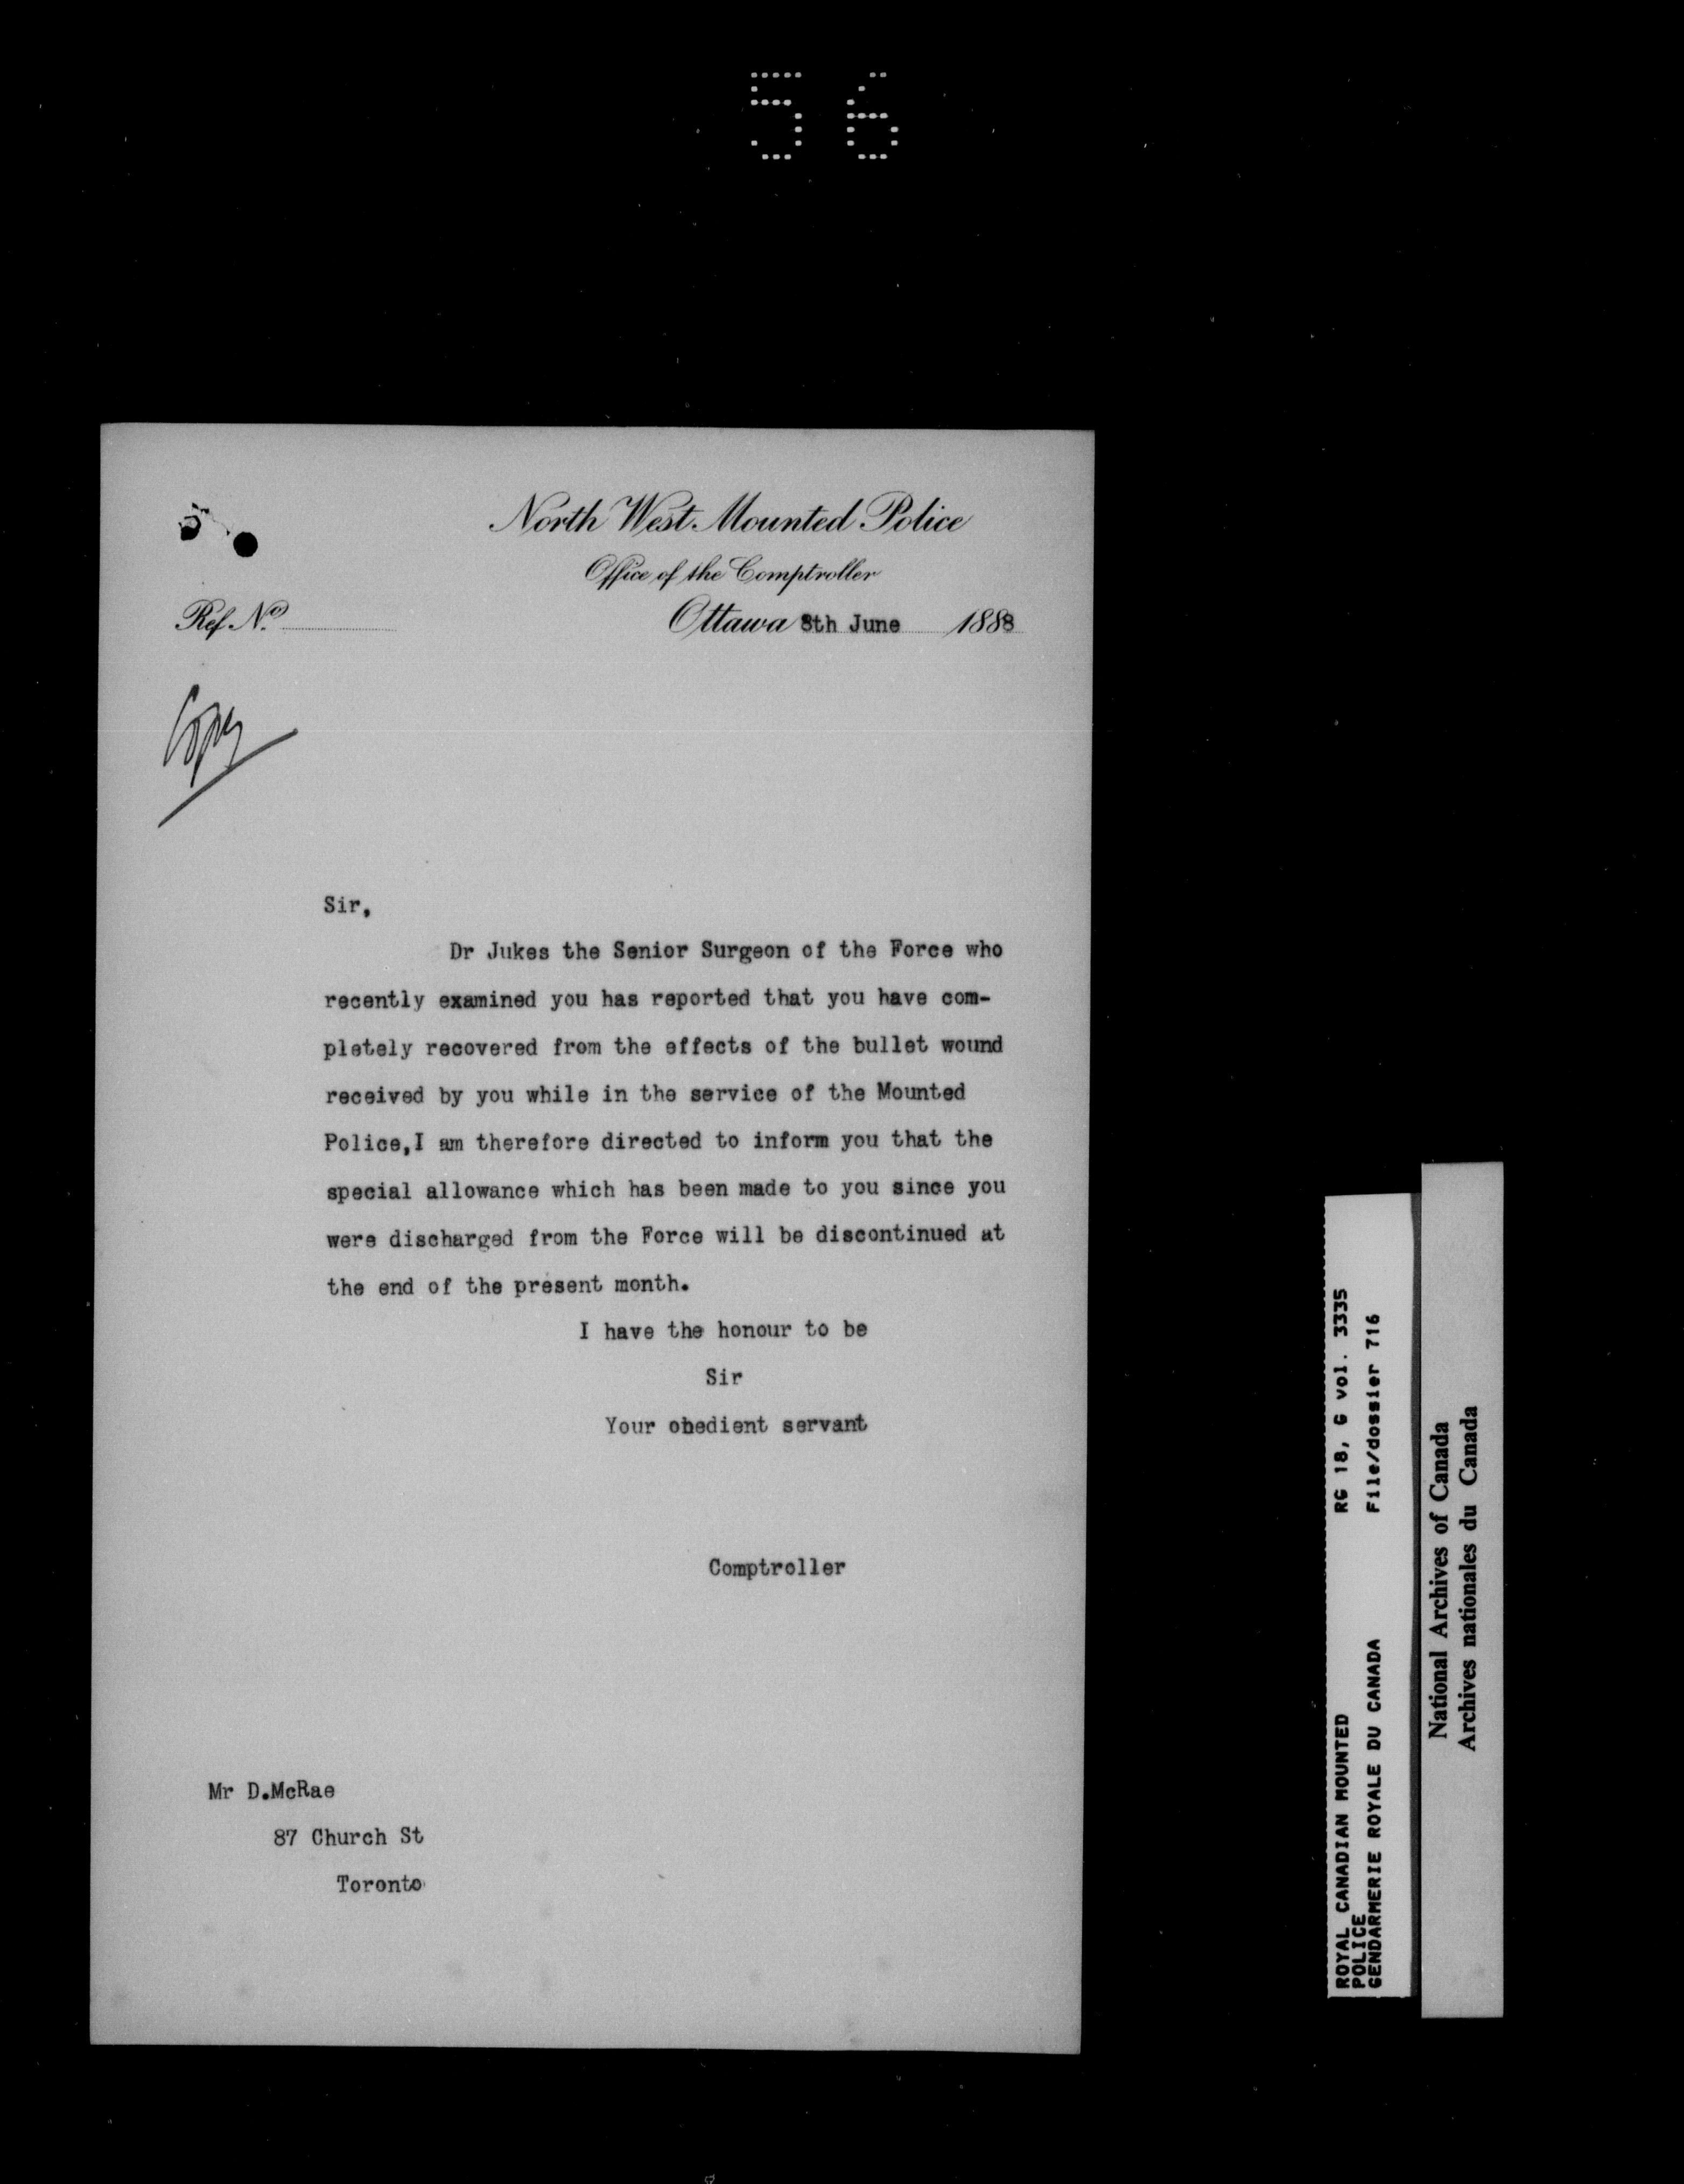 56
North West Mounted Police
Office of the Comptroller
Ref. No.
Ottawa 8th June 1888
Copy
Sir,
Dr Jukes the Senior Surgeon of the Force who
recently examined you has reported that you have com-
pletely recovered from the effects of the bullet wound
received by you while in the service of the Mounted
Police,I am therefore directed to inform you that the
special allowance which has been made to you since you
were discharged from the Force will be discontinued at
the end of the present month.
I have the honour to be
Sir
Your obedient servant
Comptroller
Mr D.McRae
87 Church St
Toronto
ROYAL CANADIAN MOUNTED RG 18, G vol. 3335
POLICE
GENDARMERIE ROYALE DU CANADA File/dossier 716
National Archives of Canada
Archives nationales du Canada